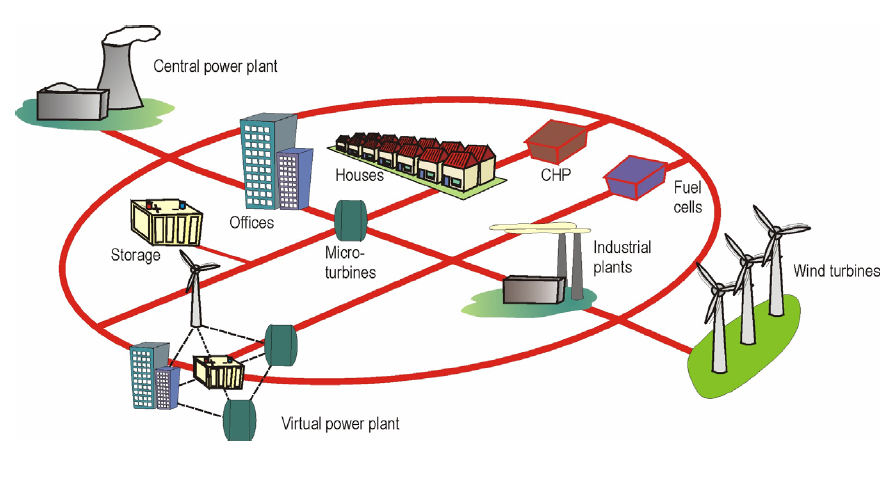 Central power plant
Houses
CHP
Fuel
cells
Offices
Storage
Micro-
turbines
Industrial
plants
Wind turbines
Virtual power plant